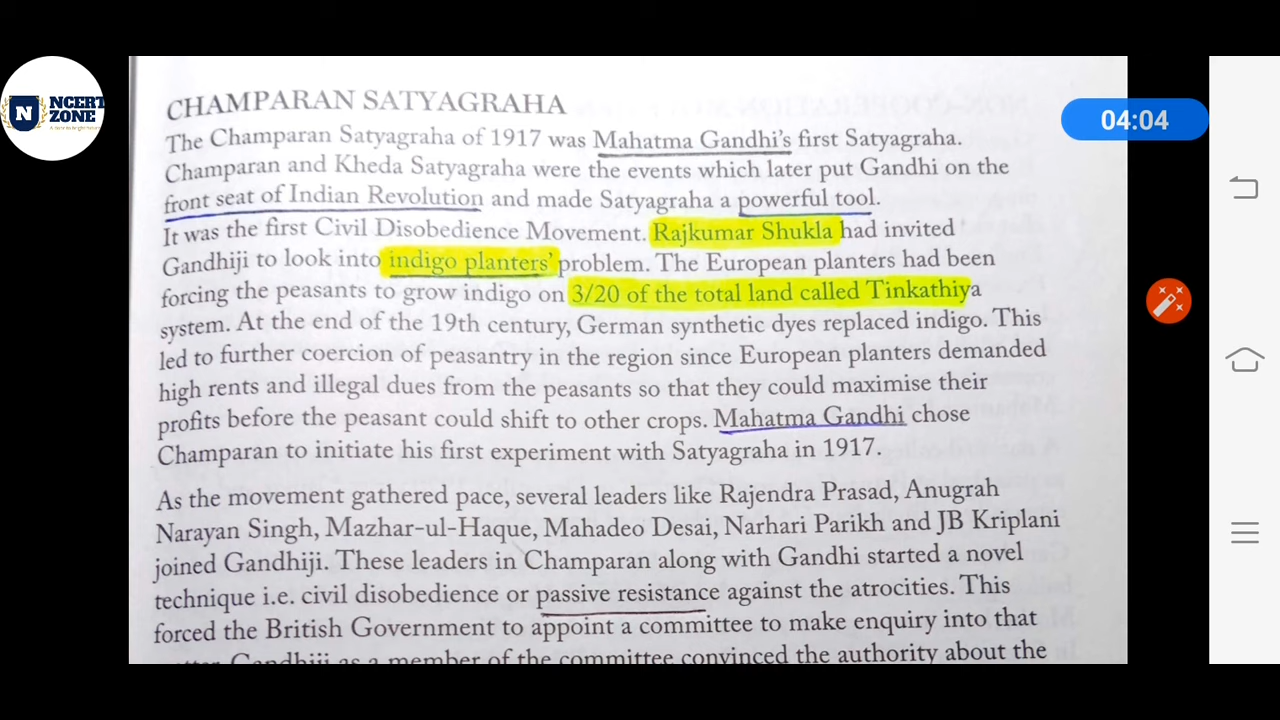 NCERT
ZONE
04:04
CHAMPARAN SATYAGRAHA
The Champaran Satyagraha of 1917 was Mahatma Gandhi's first Satyagraha.
Champaran and Kheda Satyagraha were the events which later put Gandhi on the
front seat of Indian Revolution and made Satyagraha a powerful tool.
It was the first Civil Disobedience Movement. Rajkumar Shukla had invited
Gandhiji to look into indigo planters' problem. The European planters had been
forcing the peasants to grow indigo on 3/20 of the total land called Tinkathiya
system. At the end of the 19th century, German synthetic dyes replaced indigo. This
led to further coercion of peasantry in the region since European planters demanded
high rents and illegal dues from the peasants so that they could maximise their
profits before the peasant could shift to other crops. Mahatma Gandhi chose
Champaran to initiate his first experiment with Satyagraha in 1917.
As the movement gathered pace, several leaders like Rajendra Prasad, Anugrah
Narayan Singh, Mazhar-ul-Haque, Mahadeo Desai, Narhari Parikh and JB Kriplani
joined Gandhiji. These leaders in Champaran along with Gandhi started a novel
technique i.e. civil disobedience or passive resistance against the atrocities. This
forced the British Government to appoint a committee to make enquiry into that
Gandhiji as a member of the committee convinced the authority about the